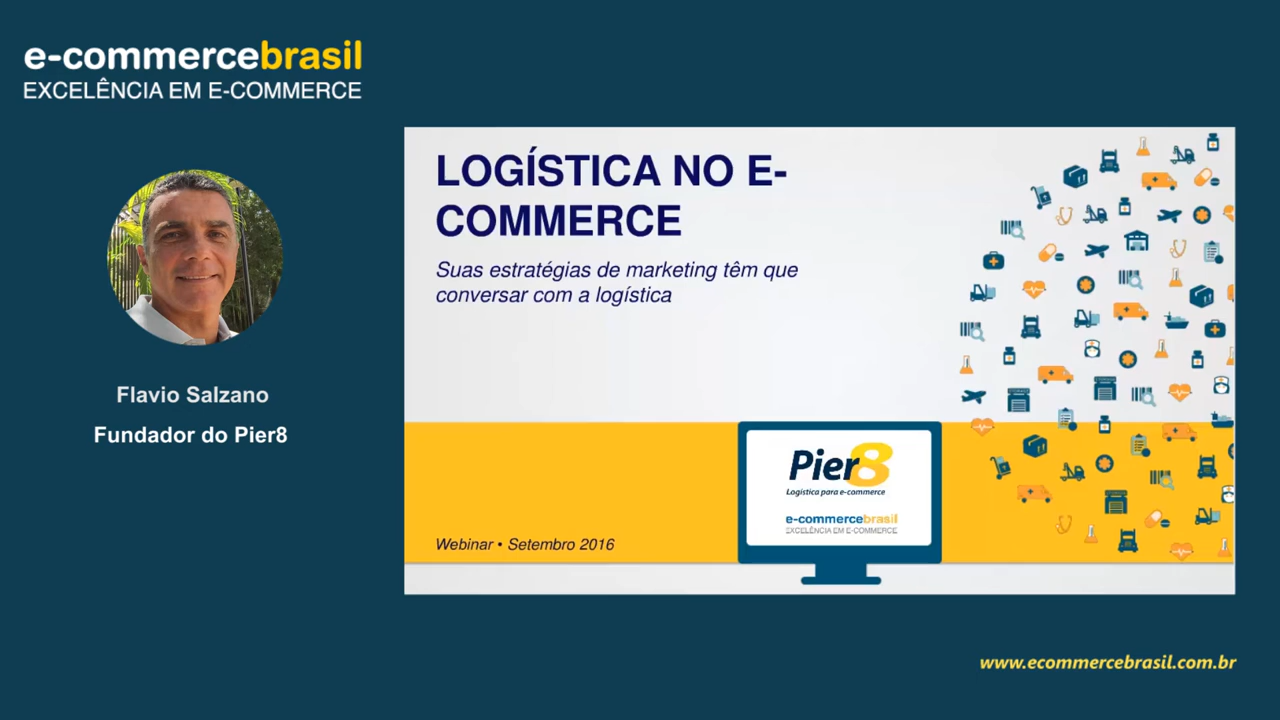 e-commercebrasil
EXCELÊNCIA EM E-COMMERCE
Flavio Salzano
Fundador do Pier8
LOGÍSTICA NO E-
COMMERCE
Suas estratégias de marketing têm que
conversar com a logística
Pier8
Logística para e-commerce
e-commercebrasil
EXCELÊNCIA EM E-COMMERCE
Webinar • Setembro 2016
www.ecommercebrasil.com.br